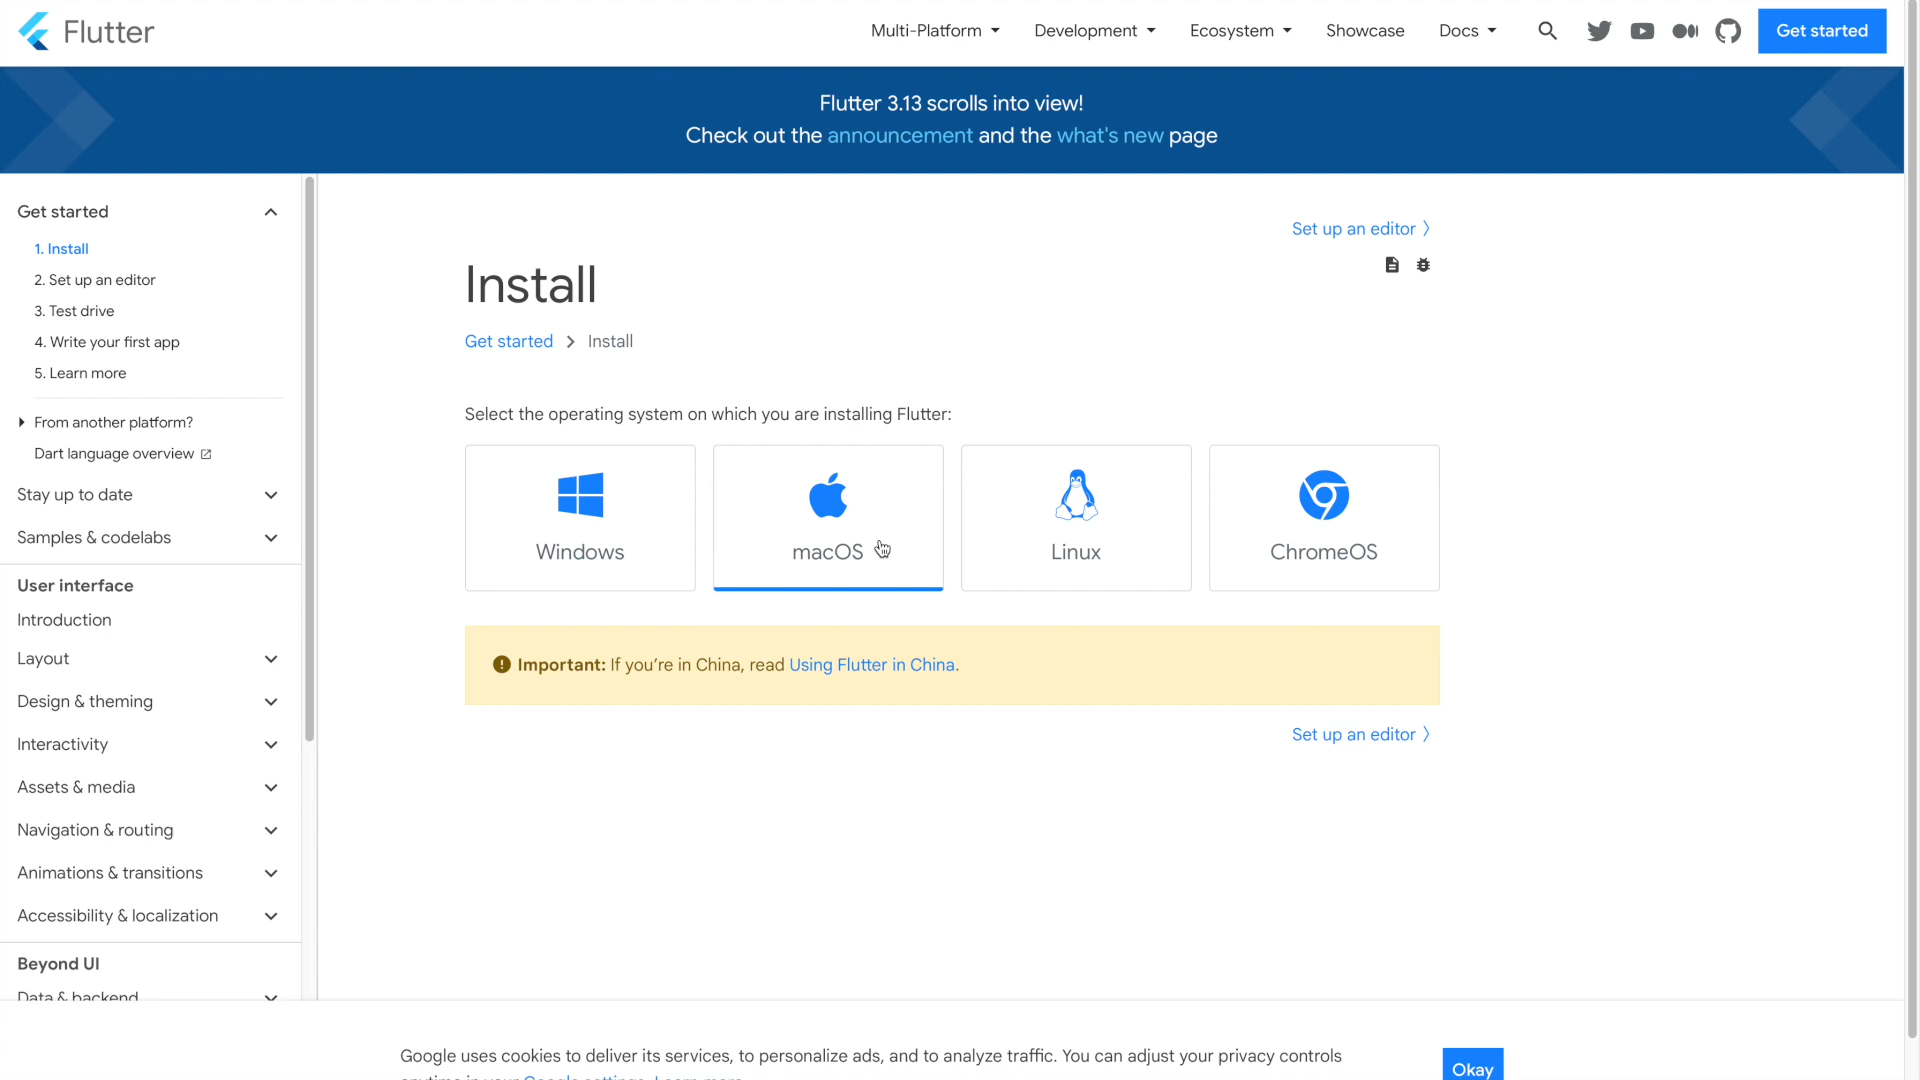 Flutter
Multi-Platform
Development
Ecosystem
Showcase
Docs
Get started
Flutter 3.13 scrolls into view!
Check out the announcement and the what's new page
Get started
1. Install
2. Set up an editor
3. Test drive
4. Write your first app
5. Learn more
From another platform?
Dart language overview
Stay up to date
Samples & codelabs
User interface
Introduction
Layout
Design & theming
Interactivity
Assets & media
Navigation & routing
Animations & transitions
Accessibility & localization
Beyond UI
Data & backend
Set up an editor
Install
Get started > Install
Select the operating system on which you are installing Flutter:
Windows
macOS
Linux
ChromeOS
Important: If you’re in China, read Using Flutter in China.
Set up an editor
Google uses cookies to deliver its services, to personalize ads, and to analyze traffic. You can adjust your privacy controls
anytime in your Google settings. Learn more
Okay